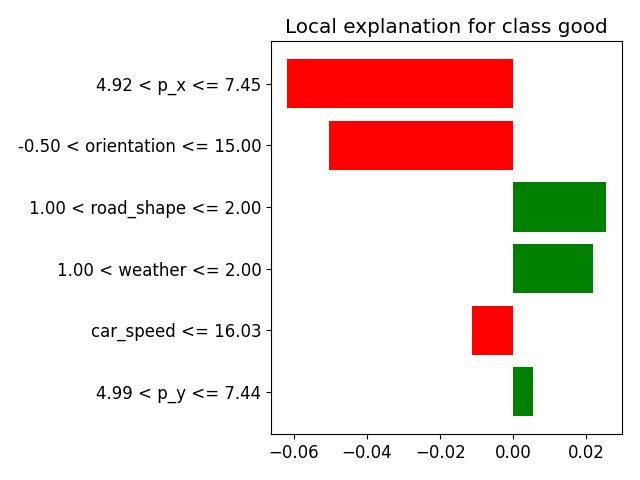 Local explanation for class good
4.92 < p_x <= 7.45
-0.50 < orientation <= 15.00
1.00 < road_shape <= 2.00
1.00 < weather <= 2.00
car_speed <= 16.03
4.99 < p_y <= 7.44
−0.06 −0.04 −0.02 0.00 0.02